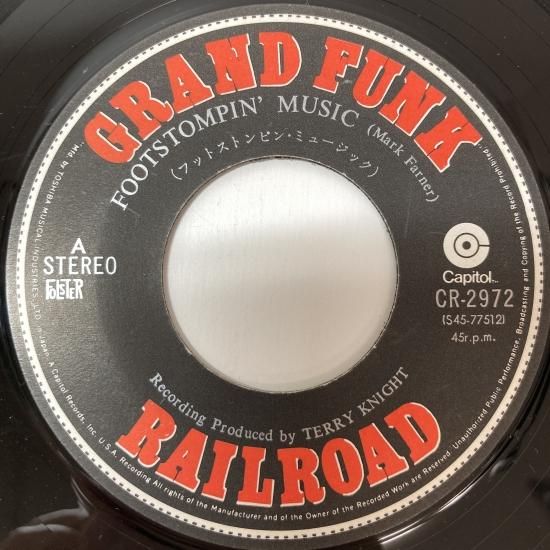 GRAND FUNK
FOOTSTOMPIN' MUSIC (Mark Farner)
(フットストンピン・ミュージック)
A
STEREO
FOLSTER
Capitol
CR-2972
(S45-77512)
45r.p.m.
Recording Produced by TERRY KNIGHT
RAILROAD
Mfd. by TOSHIBA MUSICAL INDUSTRIES, LTD. in Japan. A Capitol Records, Inc. U.S.A. Recording All rights of the Manufacturer and of the Owner of the Recorded Work are Reserved. Unauthorized Public Performance, Broadcasting and Copying of the Record Prohibited.